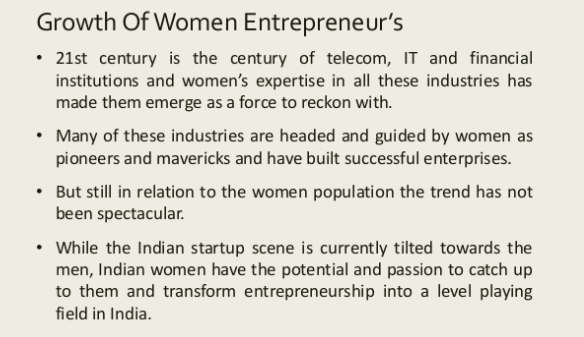 Growth Of Women Entrepreneur's
• 21st century is the century of telecom, IT and financial
institutions and women's expertise in all these industries has
made them emerge as a force to reckon with.
• Many of these industries are headed and guided by women as
pioneers and mavericks and have built successful enterprises.
• But still in relation to the women population the trend has not
been spectacular.
• While the Indian startup scene is currently tilted towards the
men, Indian women have the potential and passion to catch up
to them and transform entrepreneurship into a level playing
field in India.